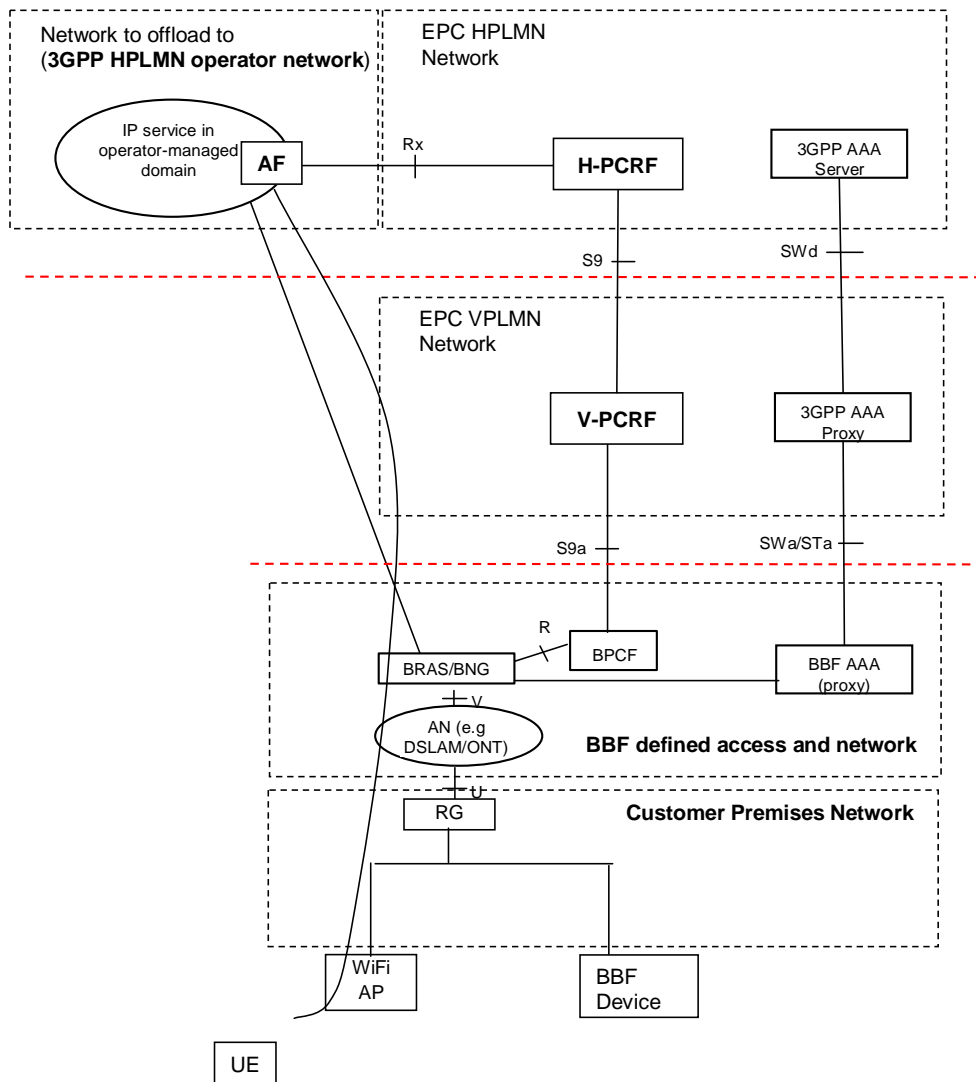 Network to offload to
(3GPP HPLMN operator network)
EPC HPLMN
Network
IP service in
operator-managed
domain
AF
Rx
H-PCRF
3GPP AAA
Server
S9
SWd
EPC VPLMN
Network
V-PCRF
3GPP AAA
Proxy
S9a
SWa/STa
R
BPCF
BRAS/BNG
BBF AAA
(proxy)
V
AN (e.g
DSLAM/ONT)
BBF defined access and network
U
RG
Customer Premises Network
WiFi
AP
BBF
Device
UE